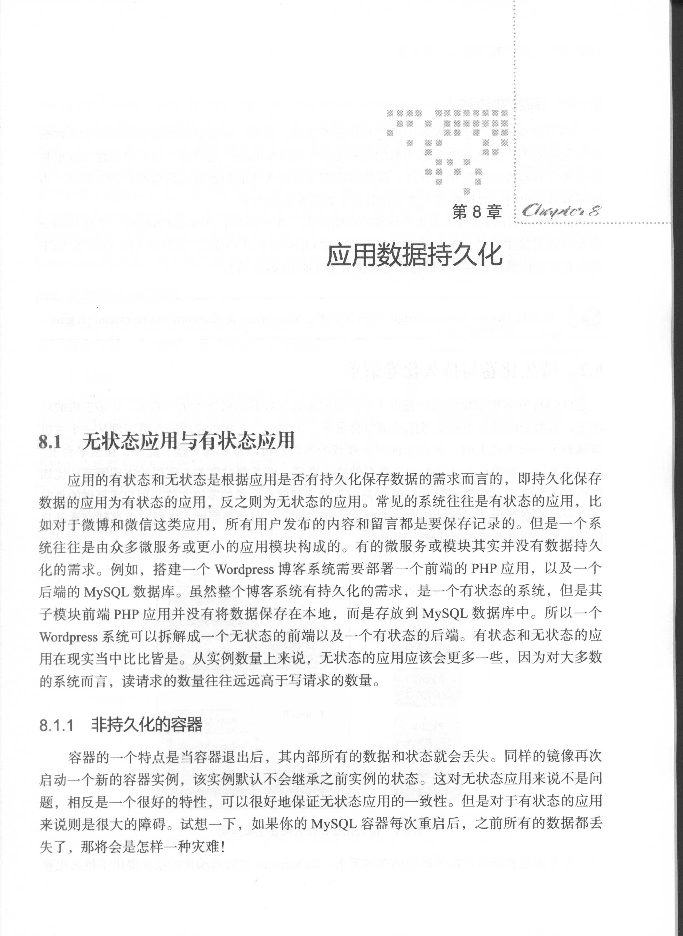 第8章
Chapter 8
应用数据持久化
8.1 无状态应用与有状态应用
应用的有状态和无状态是根据应用是否有持久化保存数据的需求而言的，即持久化保存
数据的应用为有状态的应用，反之则为无状态的应用。常见的系统往往是有状态的应用，比
如对于微博和微信这类应用，所有用户发布的内容和留言都是要保存记录的。但是一个系
统往往是由众多微服务或更小的应用模块构成的。有的微服务或模块其实并没有数据持久
化的需求。例如，搭建一个 Wordpress 博客系统需要部署一个前端的 PHP 应用，以及一个
后端的 MySQL 数据库。虽然整个博客系统有持久化的需求，是一个有状态的系统，但是其
子模块前端 PHP 应用并没有将数据保存在本地，而是存放到 MySQL 数据库中。所以一个
Wordpress 系统可以拆解成一个无状态的前端以及一个有状态的后端。有状态和无状态的应
用在现实当中比比皆是。从实例数量上来说，无状态的应用应该会更多一些，因为对大多数
的系统而言，读请求的数量往往远远高于写请求的数量。
8.1.1 非持久化的容器
容器的一个特点是当容器退出后，其内部所有的数据和状态就会丢失。同样的镜像再次
启动一个新的容器实例，该实例默认不会继承之前实例的状态。这对无状态应用来说不是问
题，相反是一个很好的特性，可以很好地保证无状态应用的一致性。但是对于有状态的应用
来说则是很大的障碍。试想一下，如果你的 MySQL 容器每次重启后，之前所有的数据都丢
失了，那将会是怎样一种灾难！